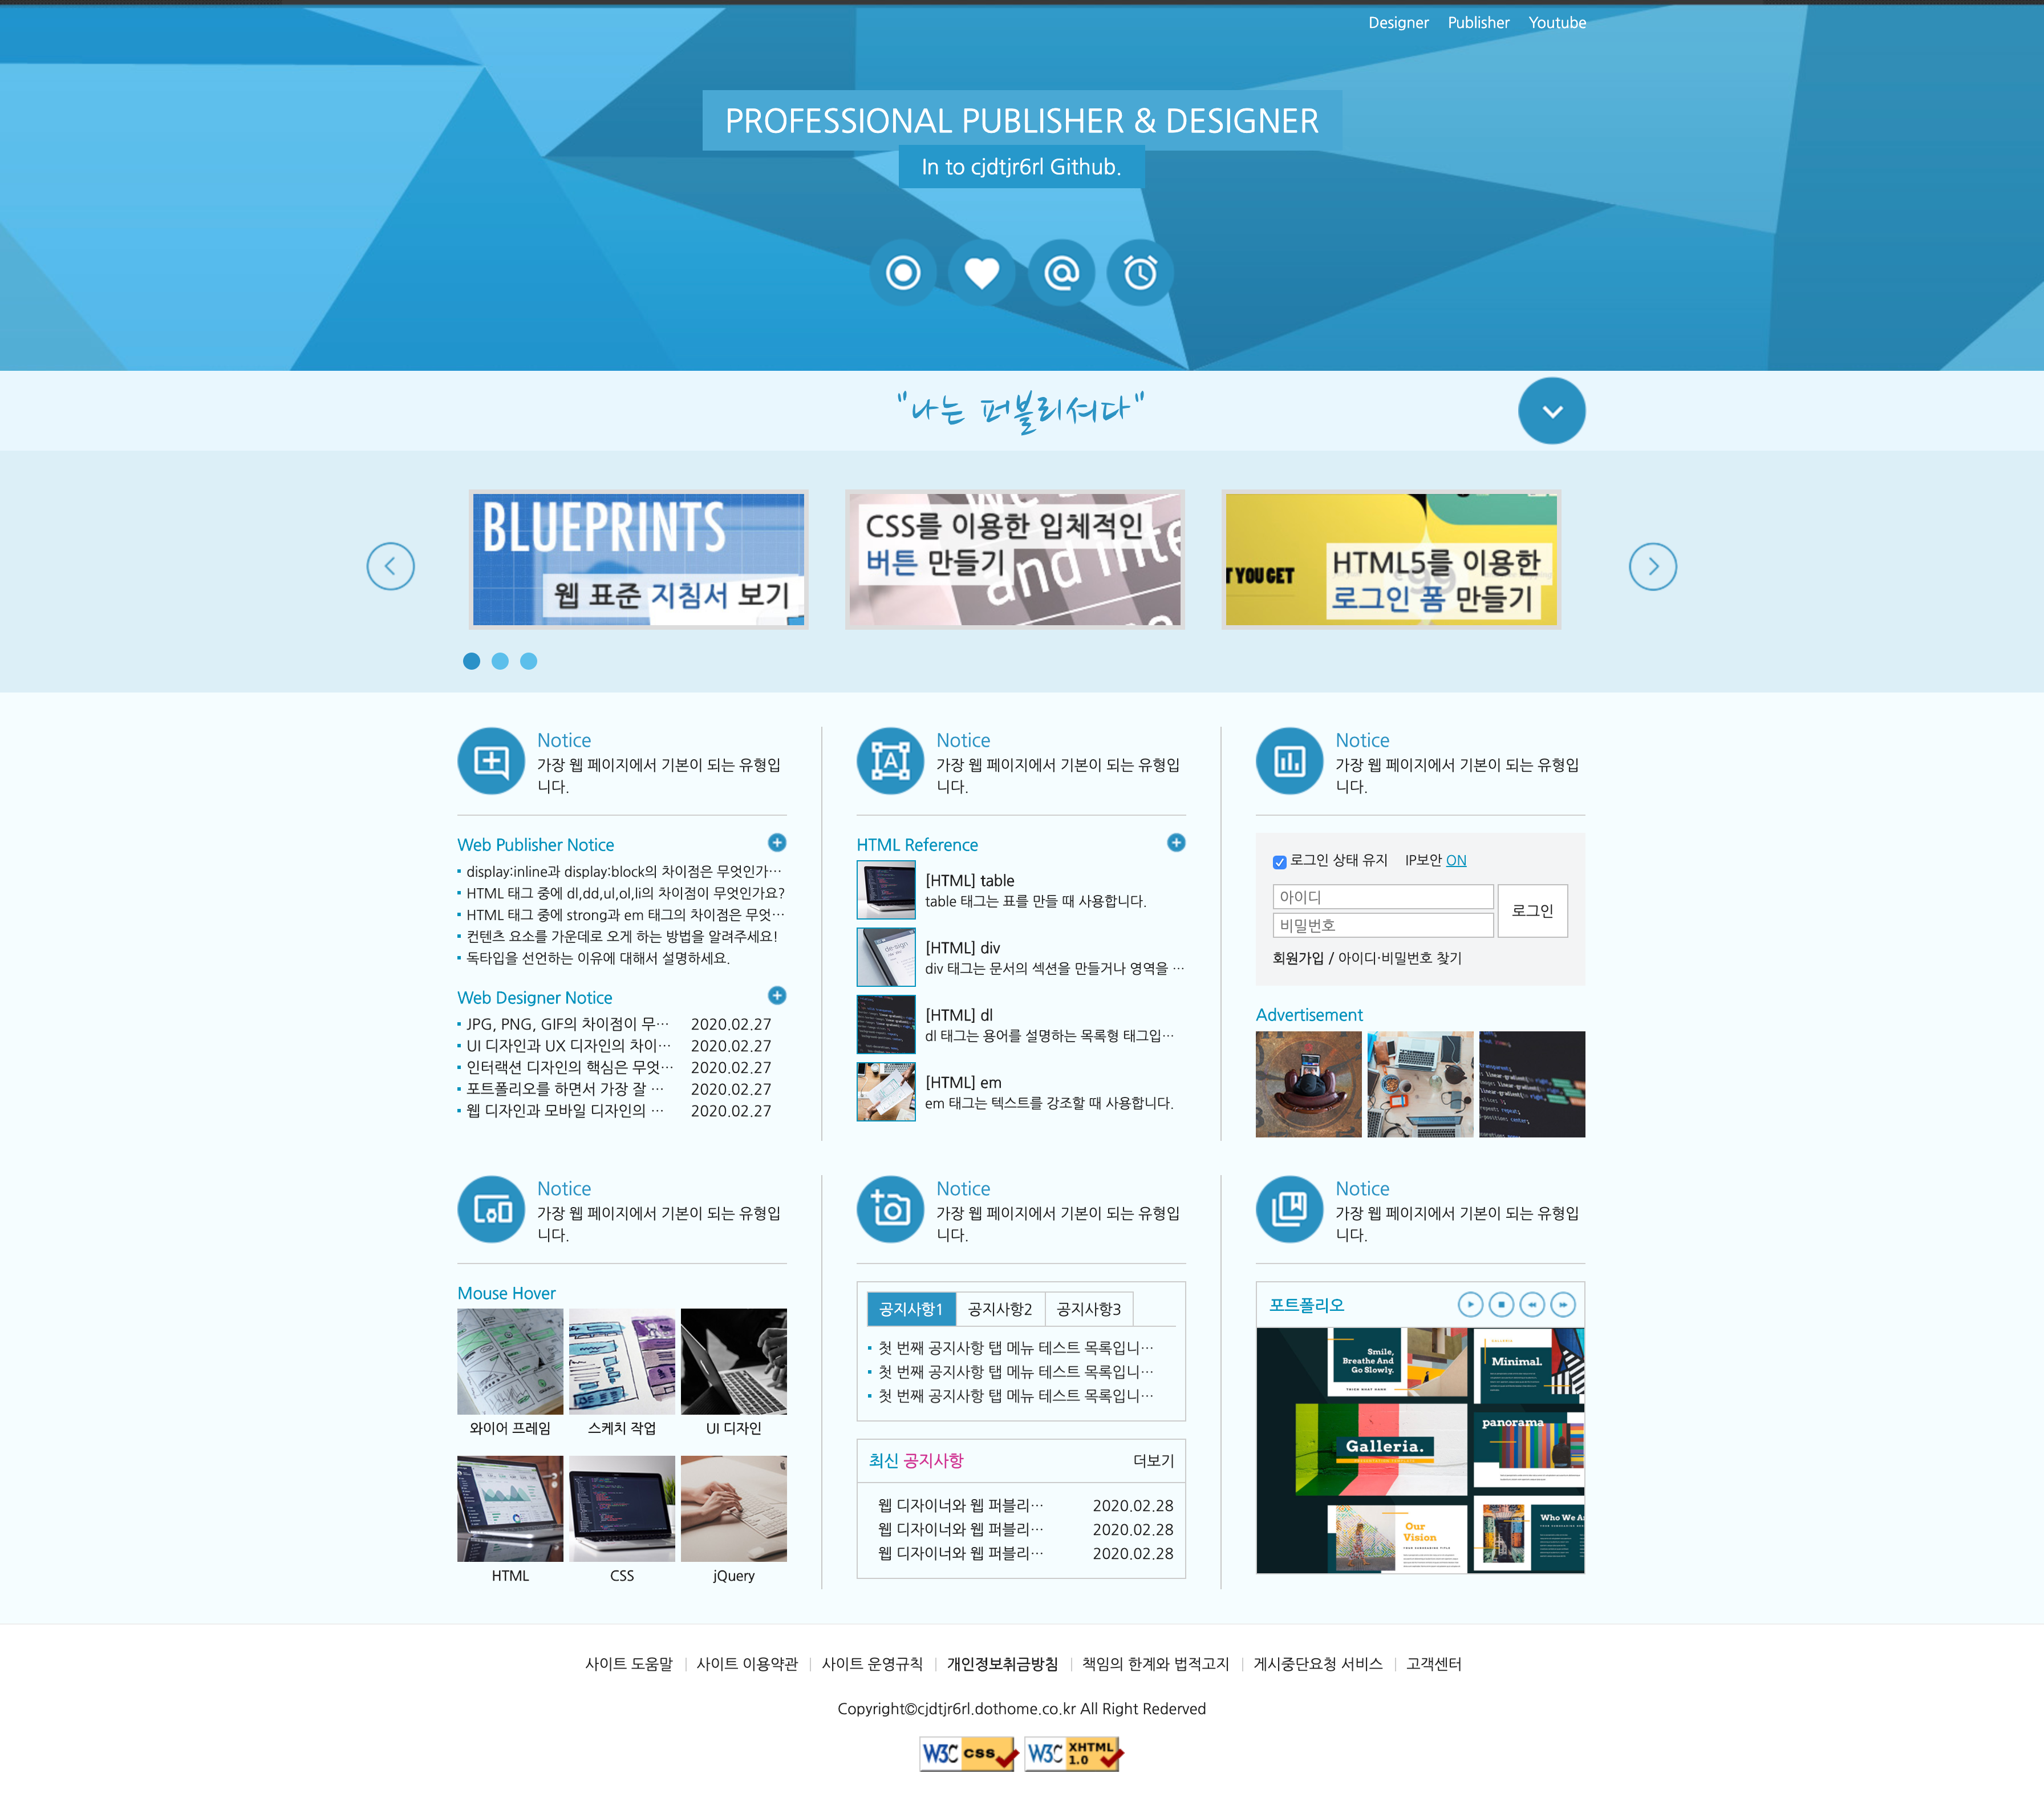 Designer Publisher Youtube
PROFESSIONAL PUBLISHER & DESIGNER
In to cjdtjr6rl Github.
"나는 퍼블리셔다"
BLUEPRINTS
웹 표준 지침서 보기
CSS를 이용한 입체적인
버튼 만들기
and inte
T YOU GET
HTML5를 이용한
로그인 폼 만들기
Notice
가장 웹 페이지에서 기본이 되는 유형입
니다.
Web Publisher Notice
display:inline과 display:block의 차이점은 무엇인가…
HTML 태그 중에 dl,dd,ul,ol,li의 차이점이 무엇인가요?
HTML 태그 중에 strong과 em 태그의 차이점은 무엇…
컨텐츠 요소를 가운데로 오게 하는 방법을 알려주세요!
독타입을 선언하는 이유에 대해서 설명하세요.
Web Designer Notice
JPG, PNG, GIF의 차이점이 무… 2020.02.27
UI 디자인과 UX 디자인의 차이… 2020.02.27
인터랙션 디자인의 핵심은 무엇… 2020.02.27
포트폴리오를 하면서 가장 잘 … 2020.02.27
웹 디자인과 모바일 디자인의 … 2020.02.27
Notice
가장 웹 페이지에서 기본이 되는 유형입
니다.
HTML Reference
[HTML] table
table 태그는 표를 만들 때 사용합니다.
[HTML] div
div 태그는 문서의 섹션을 만들거나 영역을 …
[HTML] dl
dl 태그는 용어를 설명하는 목록형 태그입…
[HTML] em
em 태그는 텍스트를 강조할 때 사용합니다.
Notice
가장 웹 페이지에서 기본이 되는 유형입
니다.
로그인 상태 유지 IP보안 ON
아이디
비밀번호
로그인
회원가입 / 아이디·비밀번호 찾기
Advertisement
Notice
가장 웹 페이지에서 기본이 되는 유형입
니다.
Mouse Hover
와이어 프레임 스케치 작업 UI 디자인
HTML CSS jQuery
Notice
가장 웹 페이지에서 기본이 되는 유형입
니다.
공지사항1 공지사항2 공지사항3
첫 번째 공지사항 탭 메뉴 테스트 목록입니…
첫 번째 공지사항 탭 메뉴 테스트 목록입니…
첫 번째 공지사항 탭 메뉴 테스트 목록입니…
최신 공지사항 더보기
웹 디자이너와 웹 퍼블리… 2020.02.28
웹 디자이너와 웹 퍼블리… 2020.02.28
웹 디자이너와 웹 퍼블리… 2020.02.28
Notice
가장 웹 페이지에서 기본이 되는 유형입
니다.
포트폴리오
Smile,
Breathe And
Go Slowly.
Minimal.
panorama
Galleria.
Our
Vision
Who We A
사이트 도움말 사이트 이용약관 사이트 운영규칙 개인정보취금방침 책임의 한계와 법적고지 게시중단요청 서비스 고객센터
Copyright©cjdtjr6rl.dothome.co.kr All Right Rederved
W3C css W3C XHTML 1.0